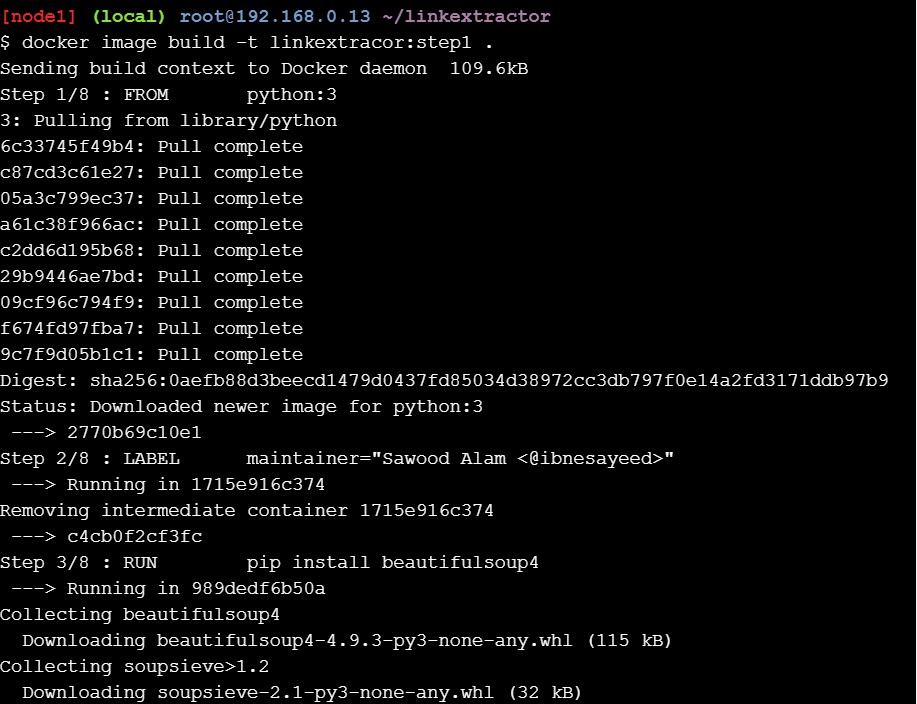 [node1] (local) root@192.168.0.13 ~/linkextractor
$ docker image build -t linkextracor:step1 .
Sending build context to Docker daemon  109.6kB
Step 1/8 : FROM       python:3
3: Pulling from library/python
6c33745f49b4: Pull complete
c87cd3c61e27: Pull complete
05a3c799ec37: Pull complete
a61c38f966ac: Pull complete
c2dd6d195b68: Pull complete
29b9446ae7bd: Pull complete
09cf96c794f9: Pull complete
f674fd97fba7: Pull complete
9c7f9d05b1c1: Pull complete
Digest: sha256:0aefb88d3beecd1479d0437fd85034d38972cc3db797f0e14a2fd3171ddb97b9
Status: Downloaded newer image for python:3
 ---> 2770b69c10e1
Step 2/8 : LABEL      maintainer="Sawood Alam <@ibnesayeed>"
 ---> Running in 1715e916c374
Removing intermediate container 1715e916c374
 ---> c4cb0f2cf3fc
Step 3/8 : RUN        pip install beautifulsoup4
 ---> Running in 989dedf6b50a
Collecting beautifulsoup4
  Downloading beautifulsoup4-4.9.3-py3-none-any.whl (115 kB)
Collecting soupsieve>1.2
  Downloading soupsieve-2.1-py3-none-any.whl (32 kB)